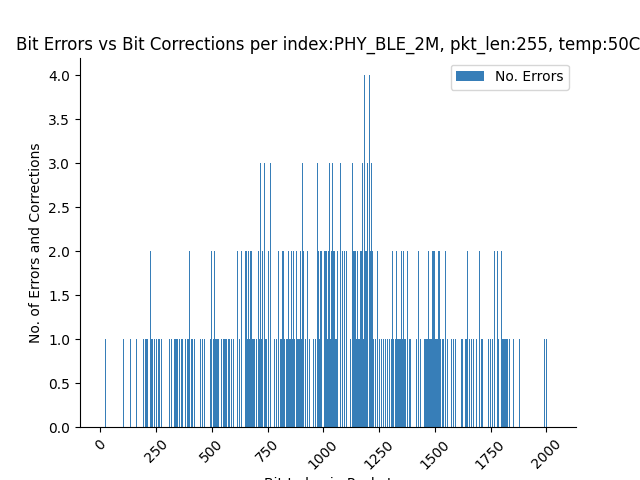 Bit Errors vs Bit Corrections per index:PHY_BLE_2M, pkt_len:255, temp:50C
No. Errors
No. of Errors and Corrections
4.0
3.5
3.0
2.5
2.0
1.5
1.0
0.5
0.0
0 250 500 750 1000 1250 1500 1750 2000